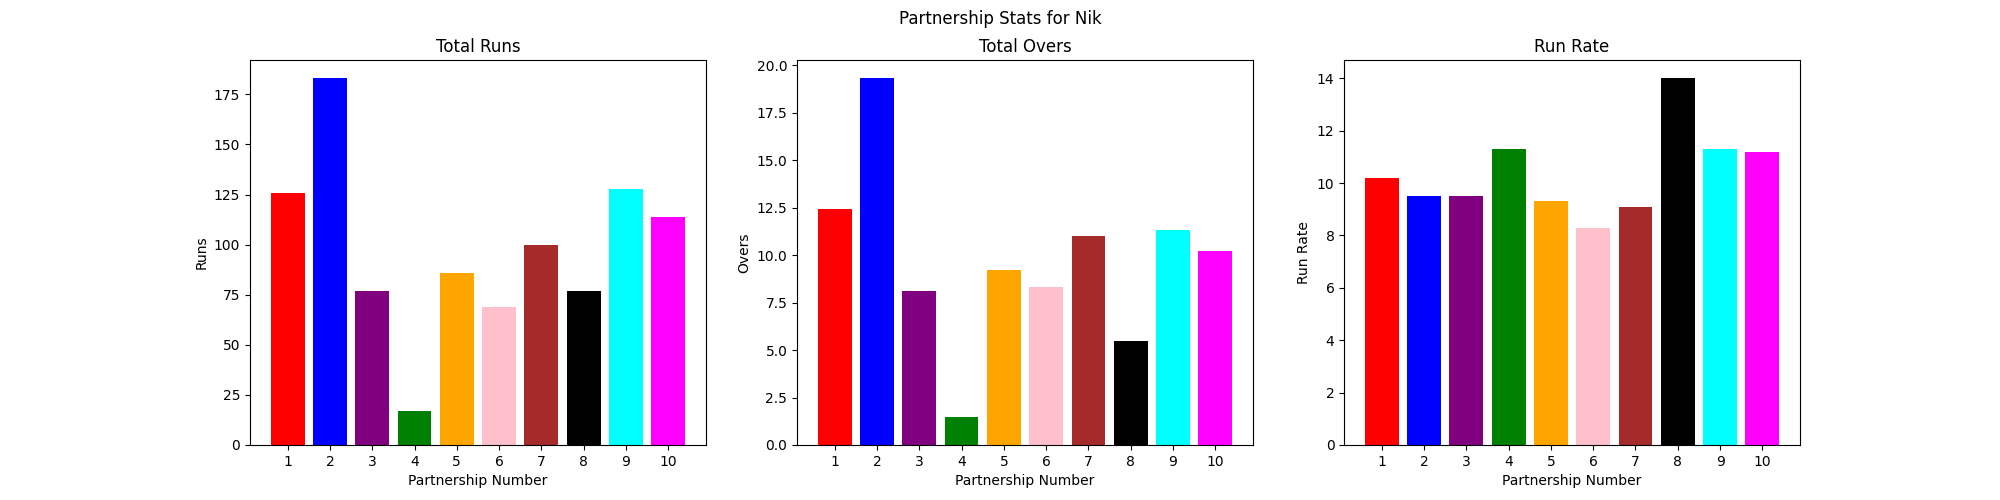 Partnership Stats for Nik
Total Runs
175
150
125
100
75
50
25
0
Runs
1 2 3 4 5 6 7 8 9 10
Partnership Number
Total Overs
20.0
17.5
15.0
12.5
10.0
7.5
5.0
2.5
0.0
Overs
1 2 3 4 5 6 7 8 9 10
Partnership Number
Run Rate
14
12
10
8
6
4
2
0
Run Rate
1 2 3 4 5 6 7 8 9 10
Partnership Number